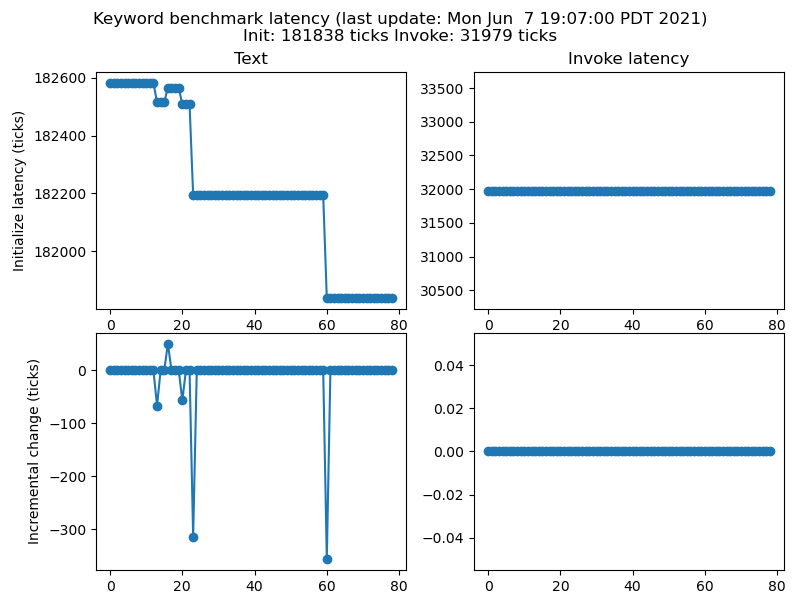 Keyword benchmark latency (last update: Mon Jun  7 19:07:00 PDT 2021)
Init: 181838 ticks Invoke: 31979 ticks
Text
Invoke latency
Initialize latency (ticks)
182600
182400
182200
182000
0 20 40 60 80
33500
33000
32500
32000
31500
31000
30500
0 20 40 60 80
Incremental change (ticks)
0
−100
−200
−300
0 20 40 60 80
0.04
0.02
0.00
−0.02
−0.04
0 20 40 60 80